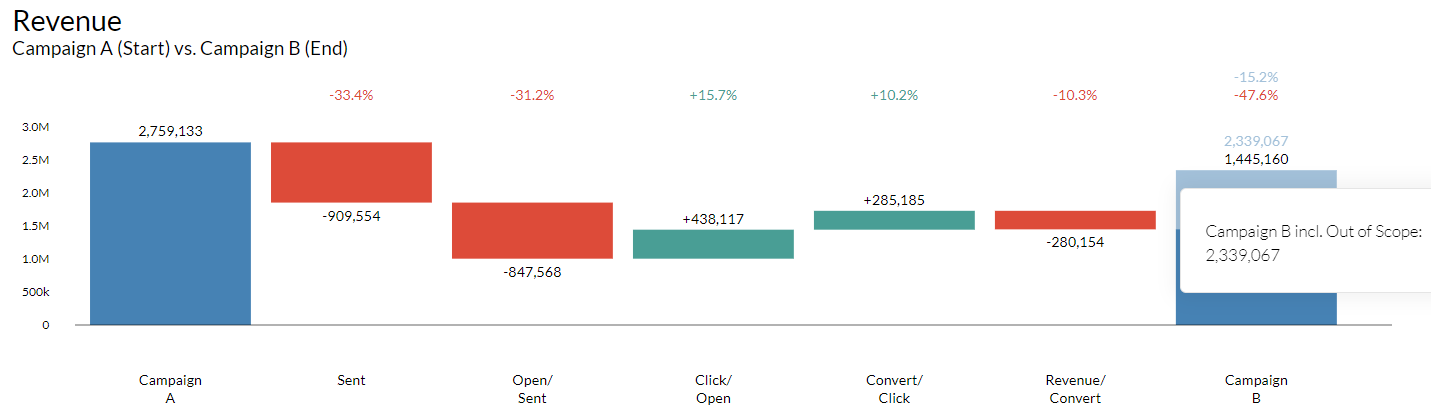 Revenue
Campaign A (Start) vs. Campaign B (End)
-15.2%
-33.4% -31.2% +15.7% +10.2% -10.3% -47.6%
3.0M
2,759,133
2,339,067
2.5M
1,445,160
2.0M
+285,185
-909,554
+438,117
1.5M
Campaign B incl. Out of Scope:
-280,154
2,339,067
1.0M
-847,568
500k
0
Campaign A
Sent
Open/ Sent
Click/ Open
Convert/ Click
Revenue/ Convert
Campaign B